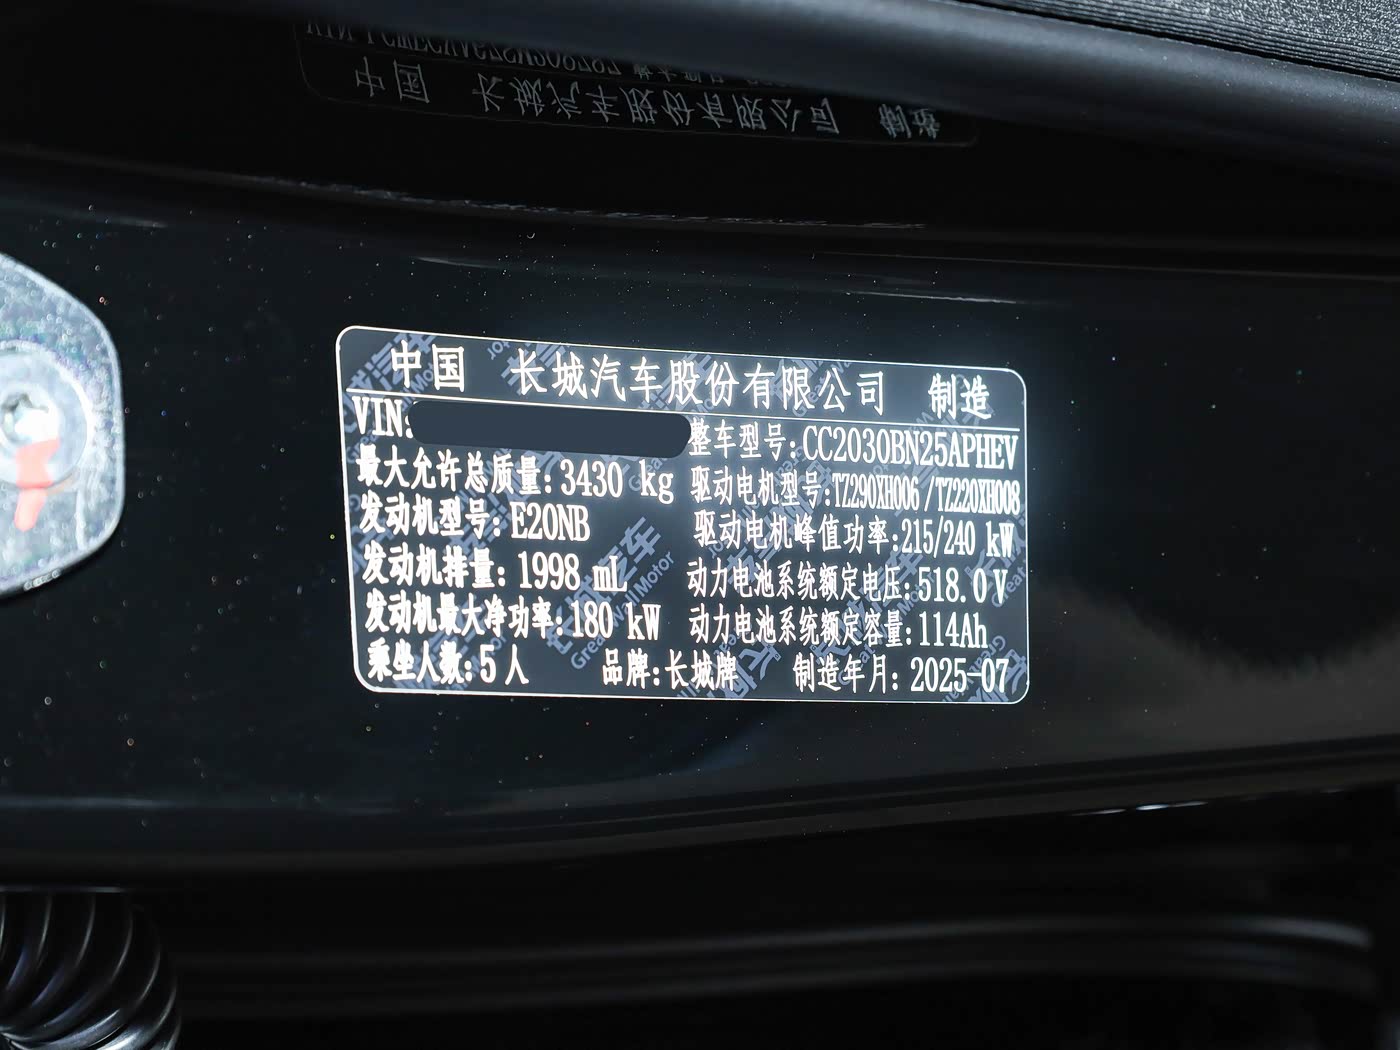 中国 长城汽车股份有限公司 制造
VIN: 整车型号:CC2030BN25APHEV
最大允许总质量:3430 kg 驱动电机型号:TZ290XH006/TZ220XH008
发动机型号:E20NB 驱动电机峰值功率:215/240 kW
发动机排量:1998 mL 动力电池系统额定电压:518.0V
发动机最大净功率:180 kW 动力电池系统额定容量:114Ah
乘坐人数:5人 品牌:长城牌 制造年月:2025-07